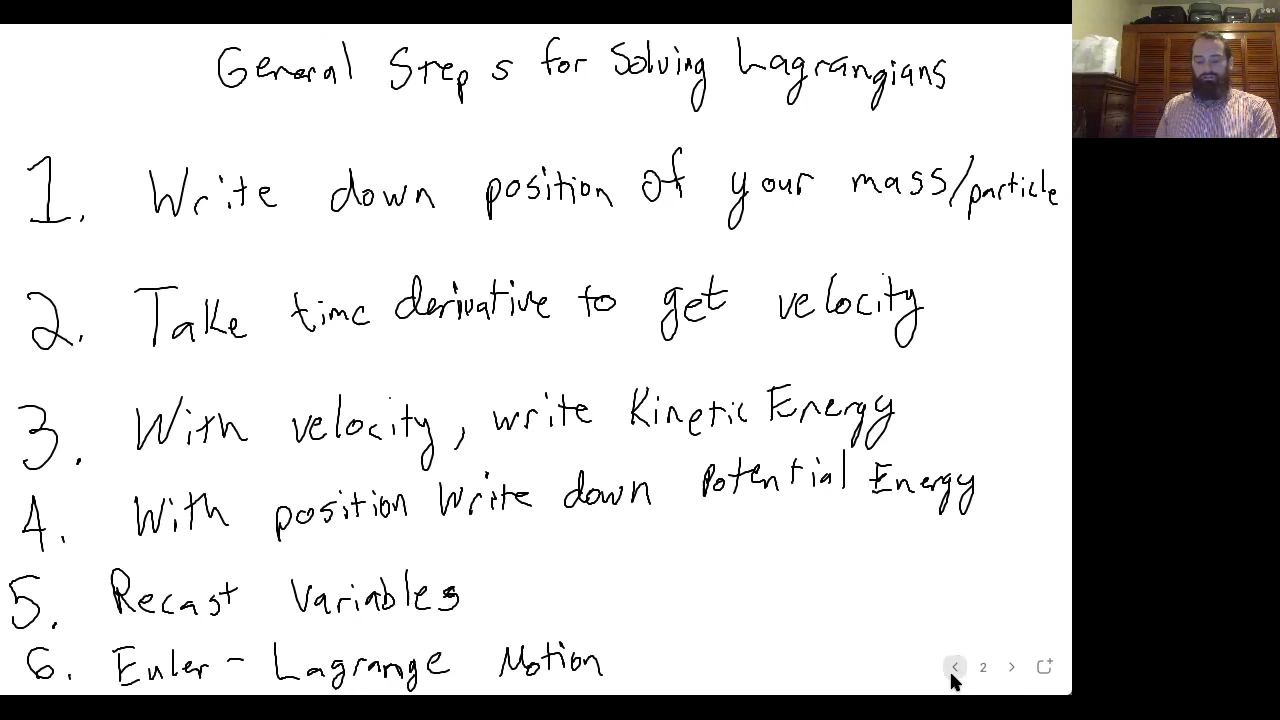 General Steps for Solving Lagrangians
1. Write down position of your mass/particle
2. Take time derivative to get velocity
3. With velocity, write Kinetic Energy
4. With position Write down Potential Energy
5. Recast Variables
6. Euler - Lagrange Motion
2